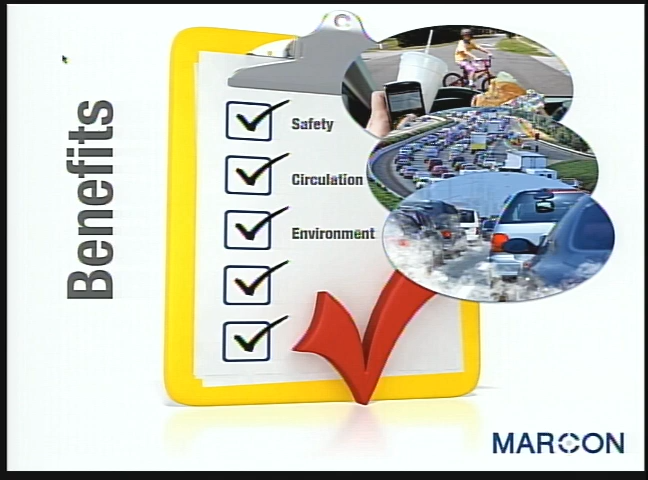 Benefits
Safety
Circulation
Environment
MARCON